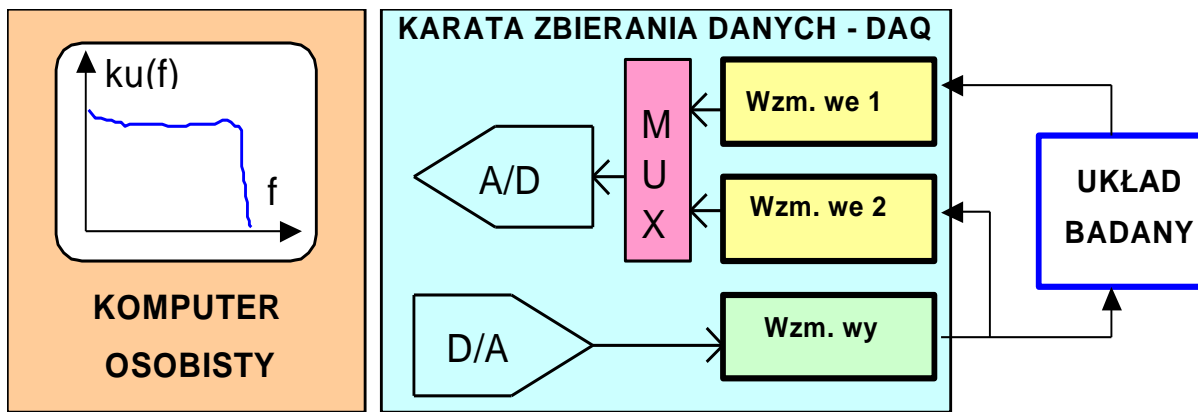 ku(f)
f
KOMPUTER
OSOBISTY
KARATA ZBIERANIA DANYCH - DAQ
A/D
M
U
X
Wzm. we 1
Wzm. we 2
D/A
Wzm. wy
UKŁAD
BADANY